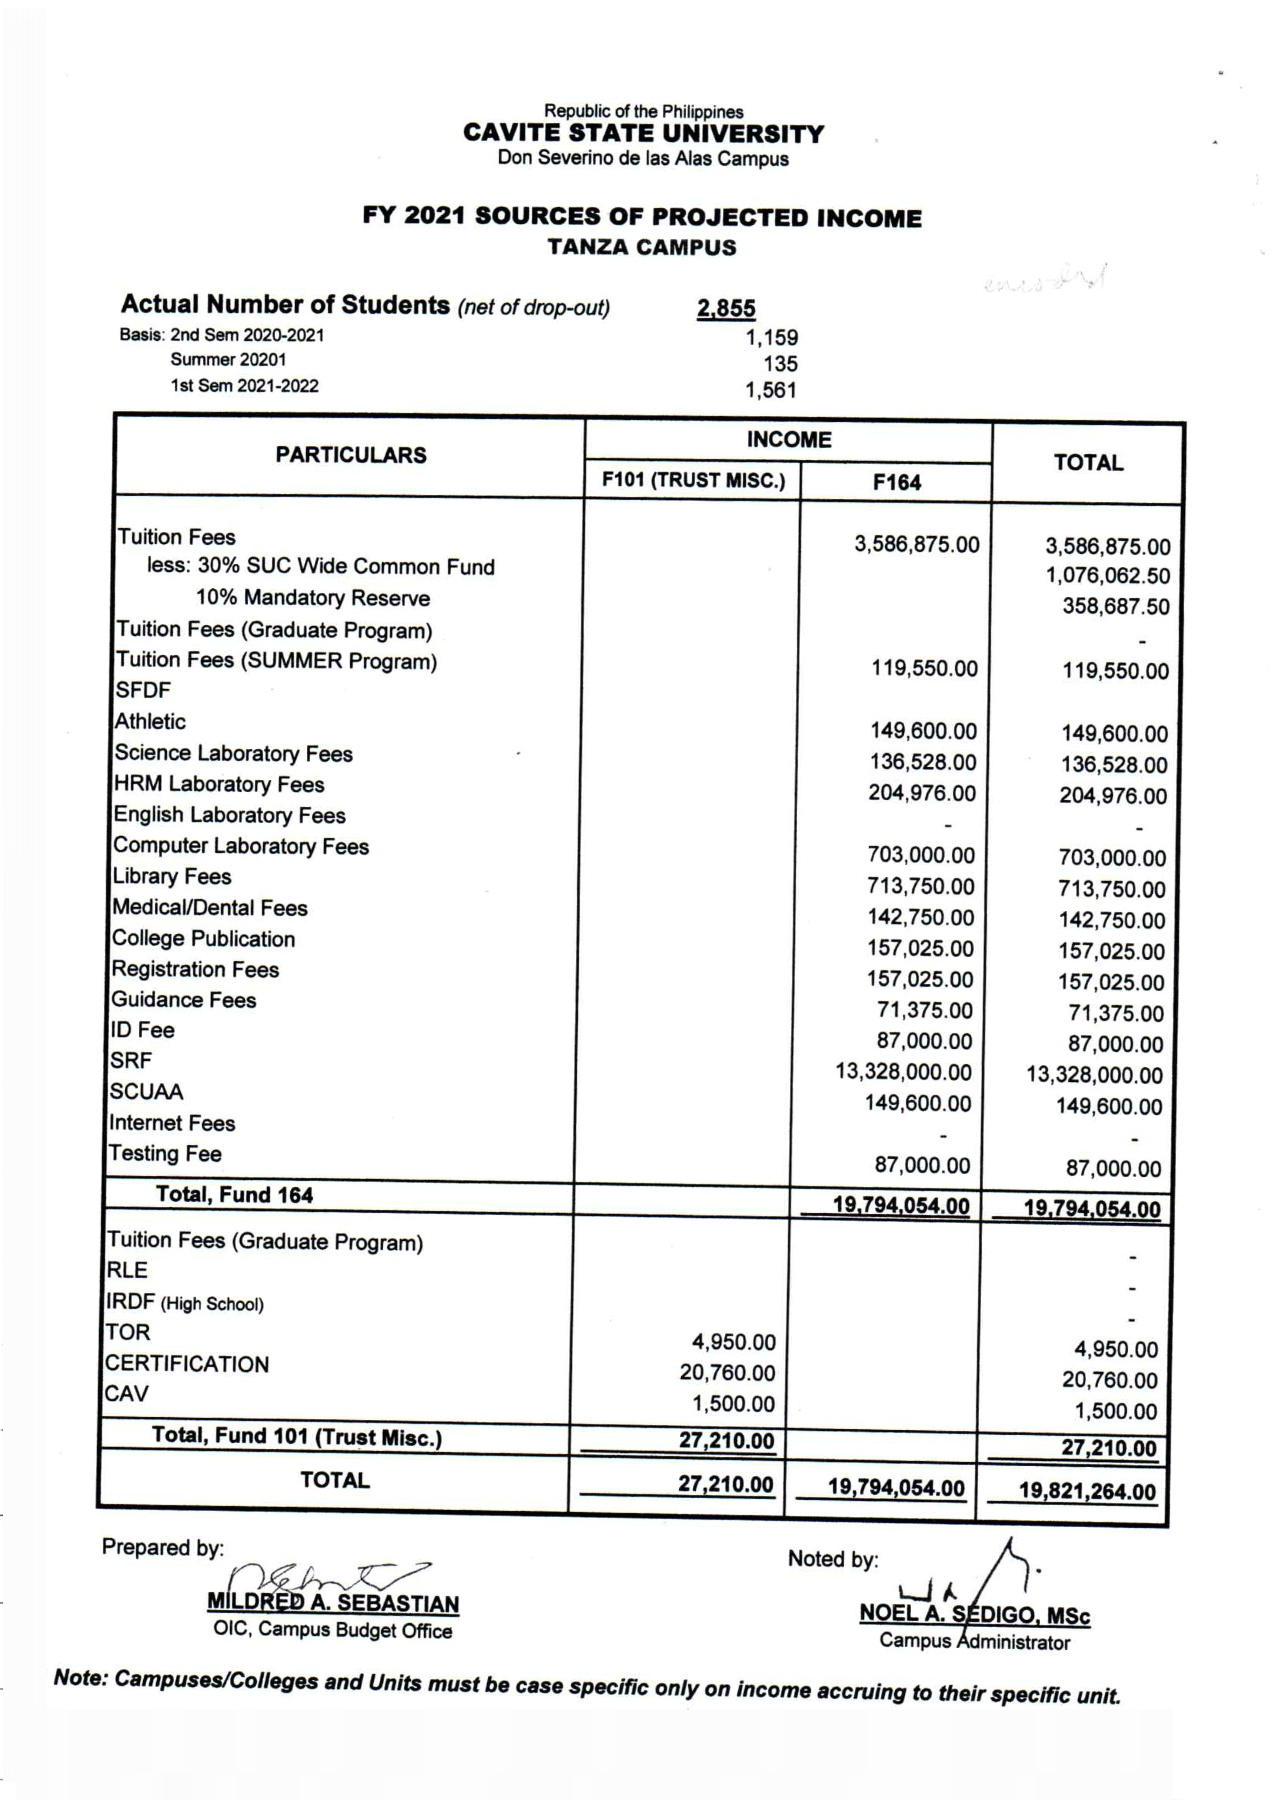 Republic of the Philippines
CAVITE STATE UNIVERSITY
Don Severino de las Alas Campus
FY 2021 SOURCES OF PROJECTED INCOME
TANZA CAMPUS
encoded
Actual Number of Students (net of drop-out) 2,855
Basis: 2nd Sem 2020-2021 1,159
Summer 20201 135
1st Sem 2021-2022 1,561
PARTICULARS INCOME TOTAL
F101 (TRUST MISC.) F164
Tuition Fees 3,586,875.00 3,586,875.00
less: 30% SUC Wide Common Fund 1,076,062.50
10% Mandatory Reserve 358,687.50
Tuition Fees (Graduate Program) -
Tuition Fees (SUMMER Program) 119,550.00 119,550.00
SFDF
Athletic 149,600.00 149,600.00
Science Laboratory Fees 136,528.00 136,528.00
HRM Laboratory Fees 204,976.00 204,976.00
English Laboratory Fees - -
Computer Laboratory Fees 703,000.00 703,000.00
Library Fees 713,750.00 713,750.00
Medical/Dental Fees 142,750.00 142,750.00
College Publication 157,025.00 157,025.00
Registration Fees 157,025.00 157,025.00
Guidance Fees 71,375.00 71,375.00
ID Fee 87,000.00 87,000.00
SRF 13,328,000.00 13,328,000.00
SCUAA 149,600.00 149,600.00
Internet Fees - -
Testing Fee 87,000.00 87,000.00
Total, Fund 164 19,794,054.00 19,794,054.00
Tuition Fees (Graduate Program) -
RLE -
IRDF (High School) -
TOR 4,950.00 4,950.00
CERTIFICATION 20,760.00 20,760.00
CAV 1,500.00 1,500.00
Total, Fund 101 (Trust Misc.) 27,210.00 27,210.00
TOTAL 27,210.00 19,794,054.00 19,821,264.00
Prepared by: Noted by:
MILDRED A. SEBASTIAN NOEL A. SEDIGO, MSc
OIC, Campus Budget Office Campus Administrator
Note: Campuses/Colleges and Units must be case specific only on income accruing to their specific unit.